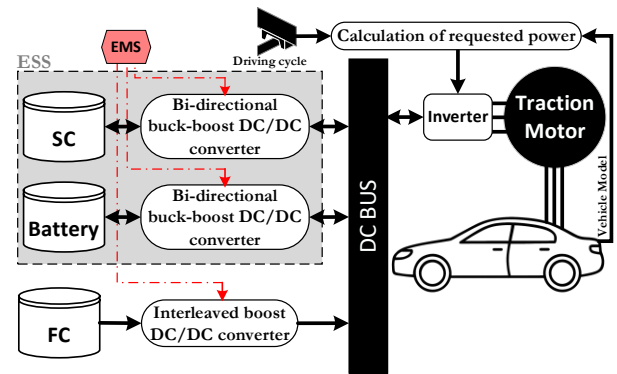 EMS
Driving cycle
Calculation of requested power
ESS
SC
Bi-directional
buck-boost DC/DC
converter
Inverter
Traction
Motor
Battery
Bi-directional
buck-boost DC/DC
converter
DC BUS
Vehicle Model
FC
Interleaved boost
DC/DC converter